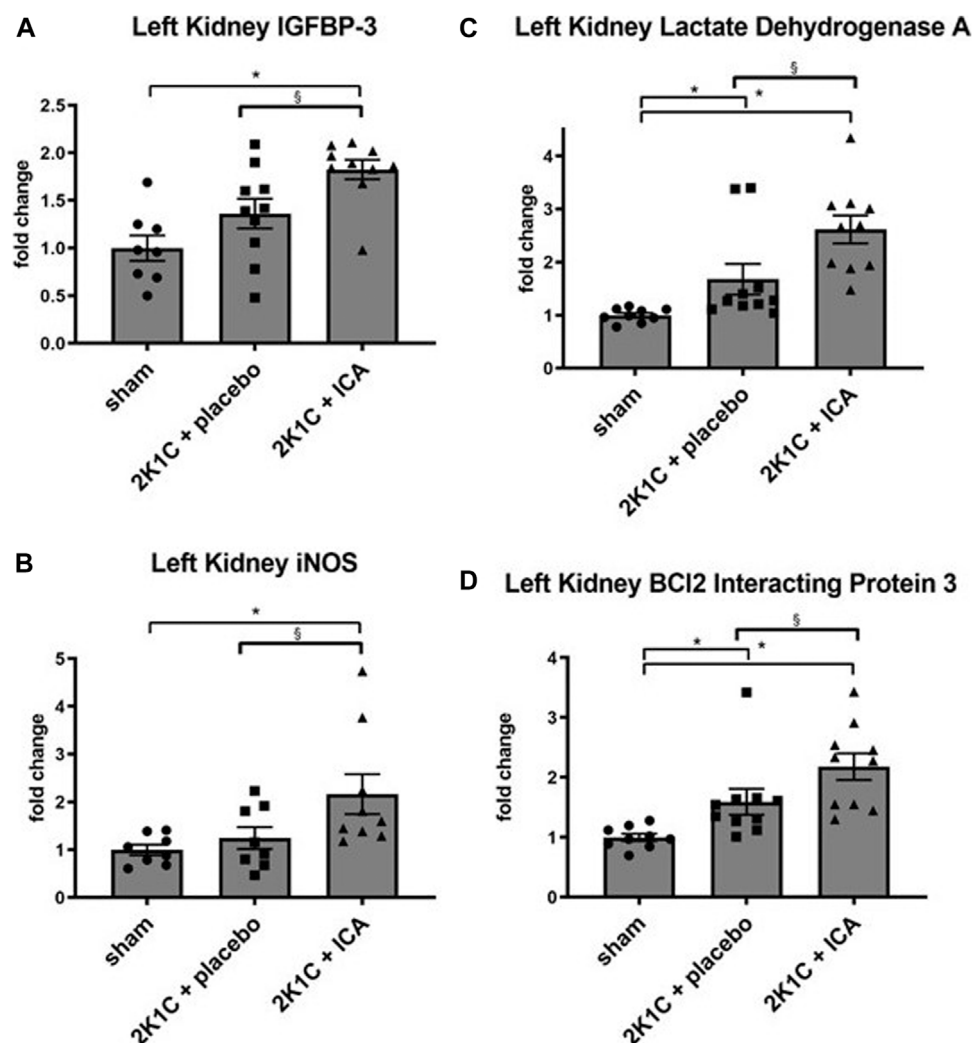 A
Left Kidney IGFBP-3
*
§
2.5
2.0
1.5
1.0
0.5
0.0
fold change
sham
2K1C + placebo
2K1C + ICA
B
Left Kidney iNOS
*
§
5
4
3
2
1
0
fold change
sham
2K1C + placebo
2K1C + ICA
C
Left Kidney Lactate Dehydrogenase A
§
* *
4
3
2
1
0
fold change
sham
2K1C + placebo
2K1C + ICA
D
Left Kidney BCl2 Interacting Protein 3
§
* *
4
3
2
1
0
fold change
sham
2K1C + placebo
2K1C + ICA